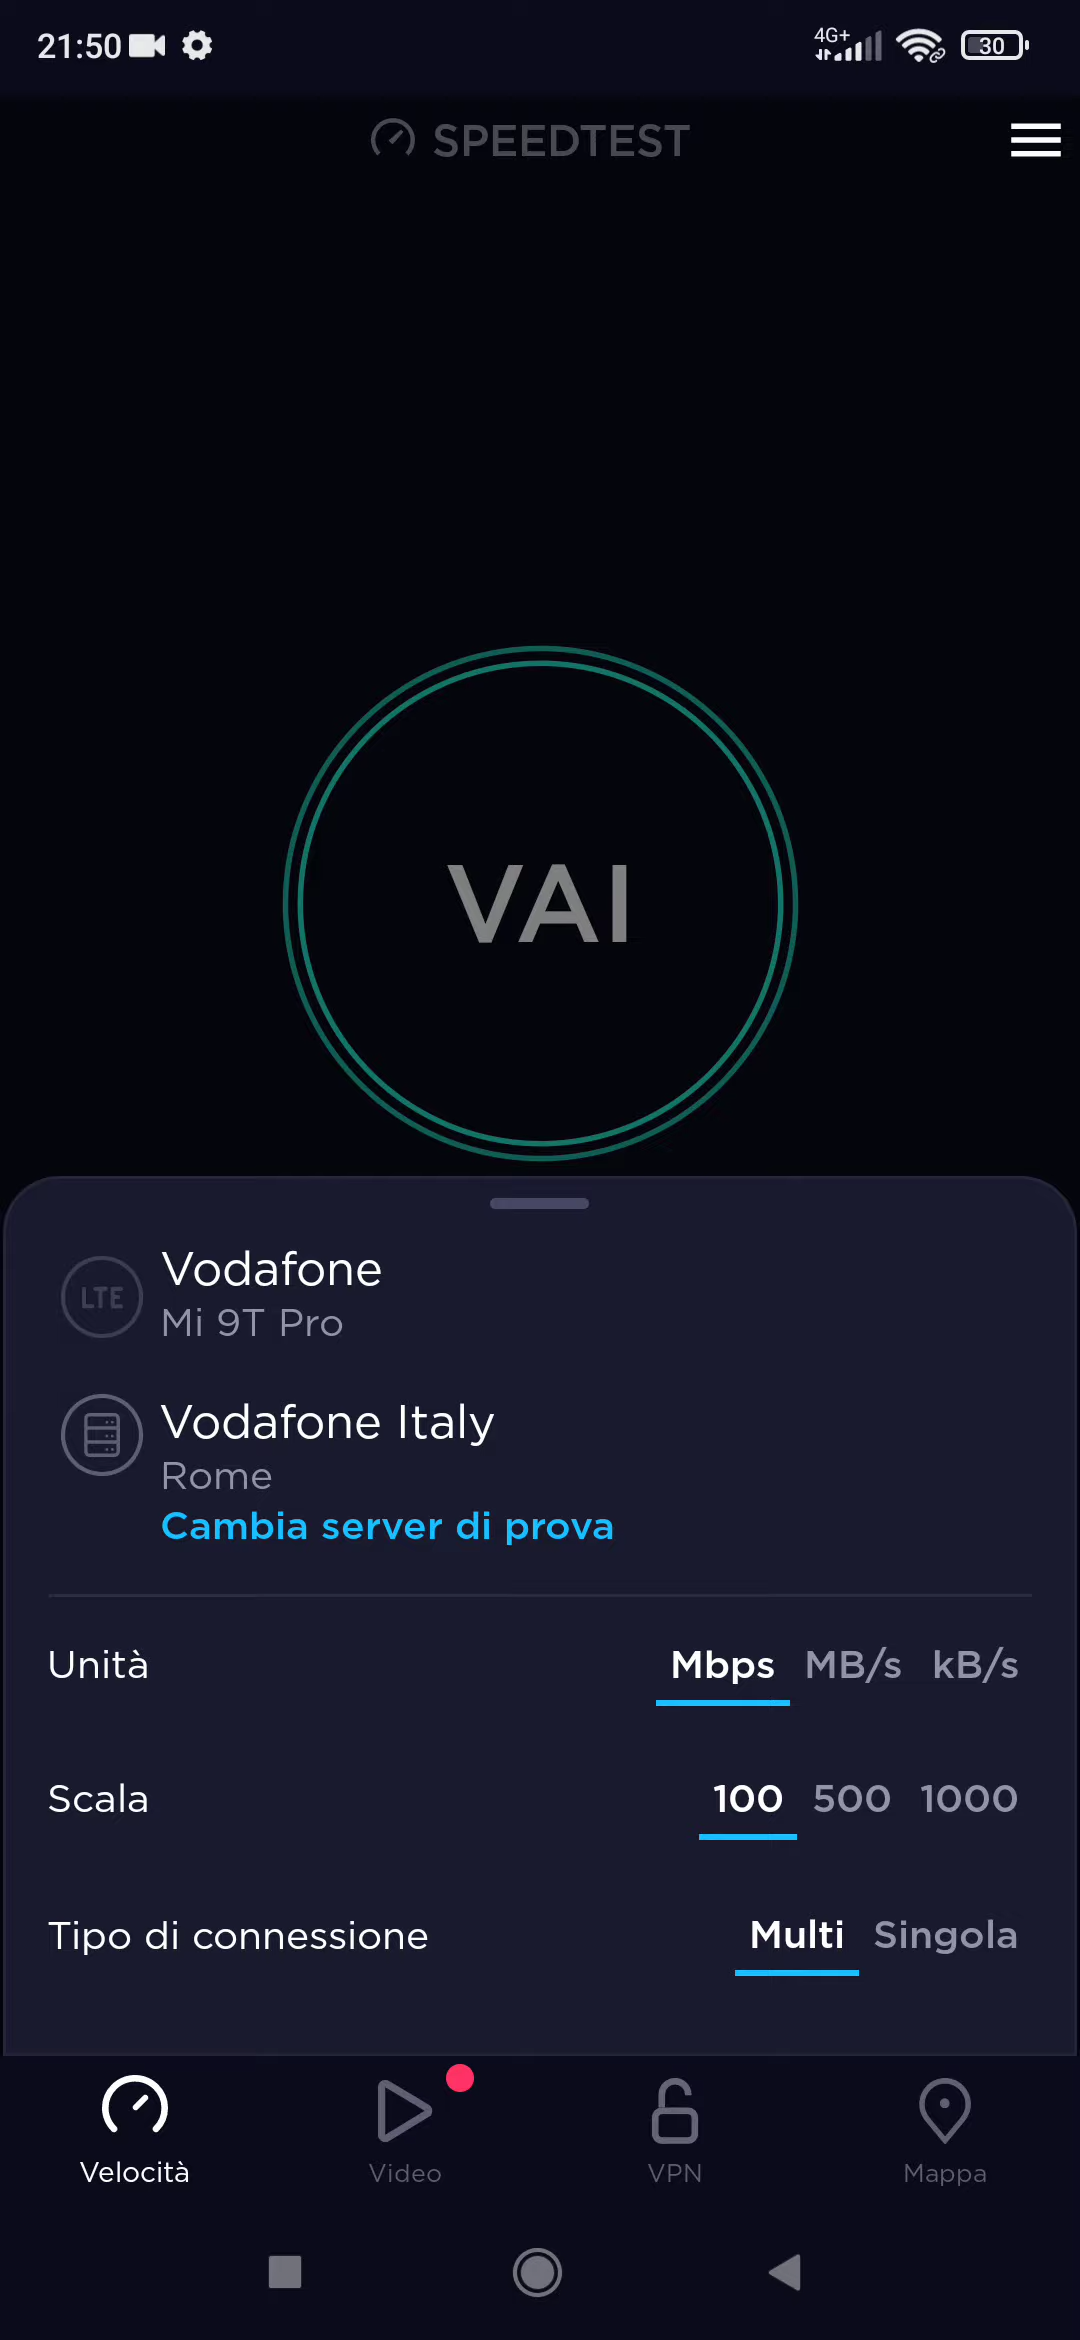 21:50 4G+ 30
SPEEDTEST
VAI
LTE Vodafone
Mi 9T Pro
Vodafone Italy
Rome
Cambia server di prova
Unità Mbps MB/s kB/s
Scala 100 500 1000
Tipo di connessione Multi Singola
Velocità Video VPN Mappa